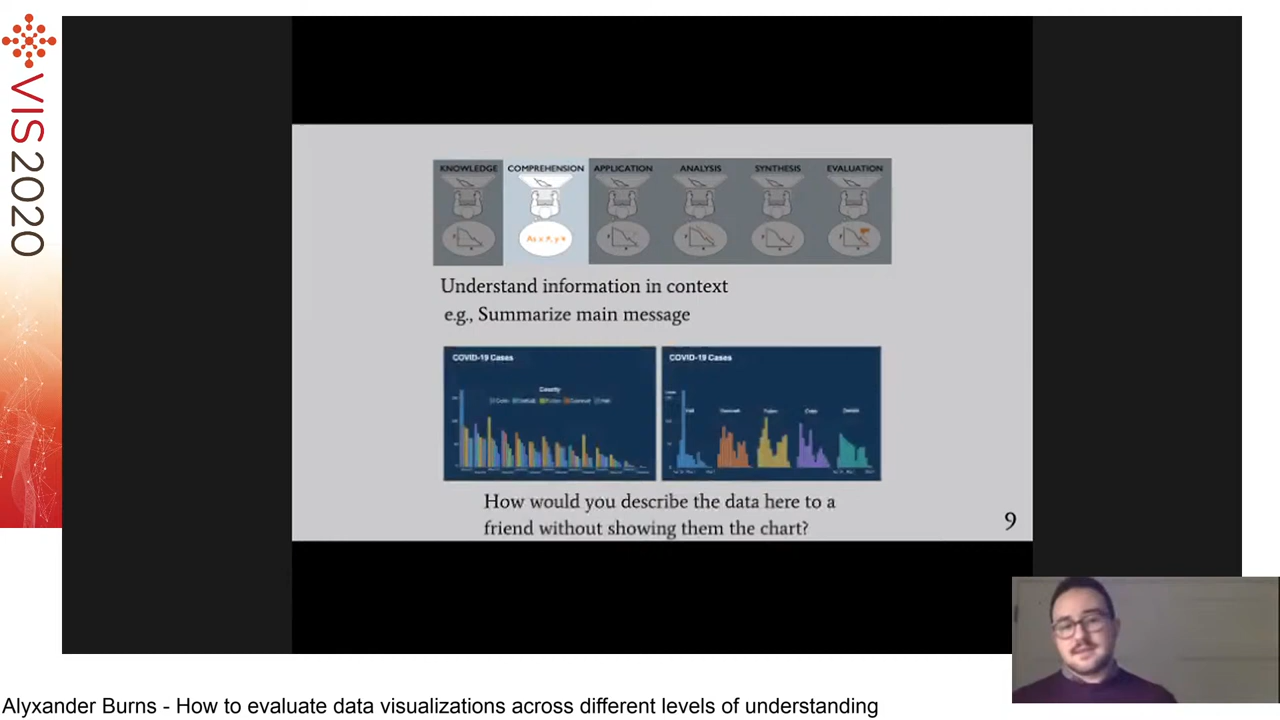 VIS2020
KNOWLEDGE COMPREHENSION APPLICATION ANALYSIS SYNTHESIS EVALUATION
Understand information in context
e.g., Summarize main message
COVID-19 Cases
County
COVID-19 Cases
How would you describe the data here to a
friend without showing them the chart?
9
Alyxander Burns - How to evaluate data visualizations across different levels of understanding